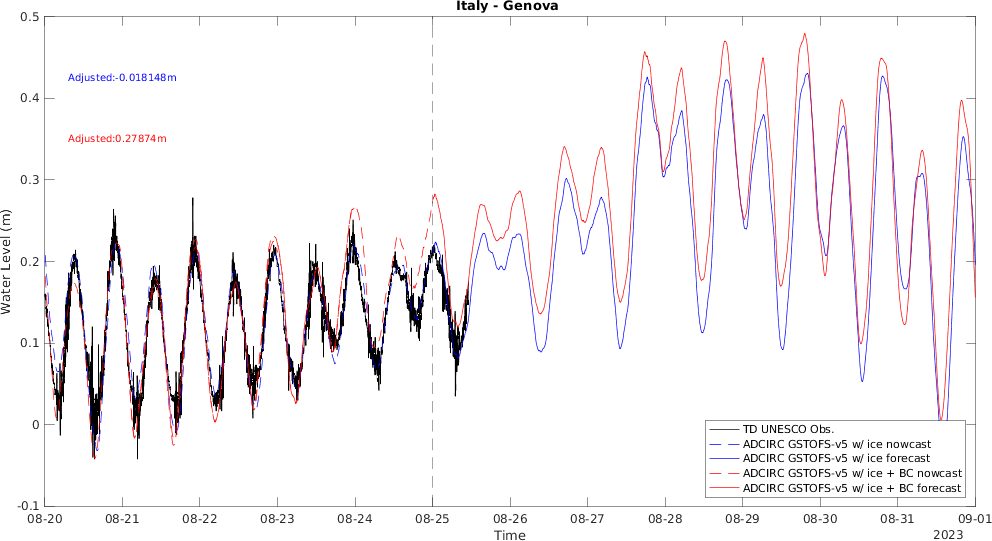 Italy - Genova
0.5
0.4
0.3
0.2
0.1
0
-0.1
Water Level (m)
Adjusted:-0.018148m
Adjusted:0.27874m
TD UNESCO Obs.
ADCIRC GSTOFS-v5 w/ ice nowcast
ADCIRC GSTOFS-v5 w/ ice forecast
ADCIRC GSTOFS-v5 w/ ice + BC nowcast
ADCIRC GSTOFS-v5 w/ ice + BC forecast
08-20 08-21 08-22 08-23 08-24 08-25 08-26 08-27 08-28 08-29 08-30 08-31 09-01
Time
2023